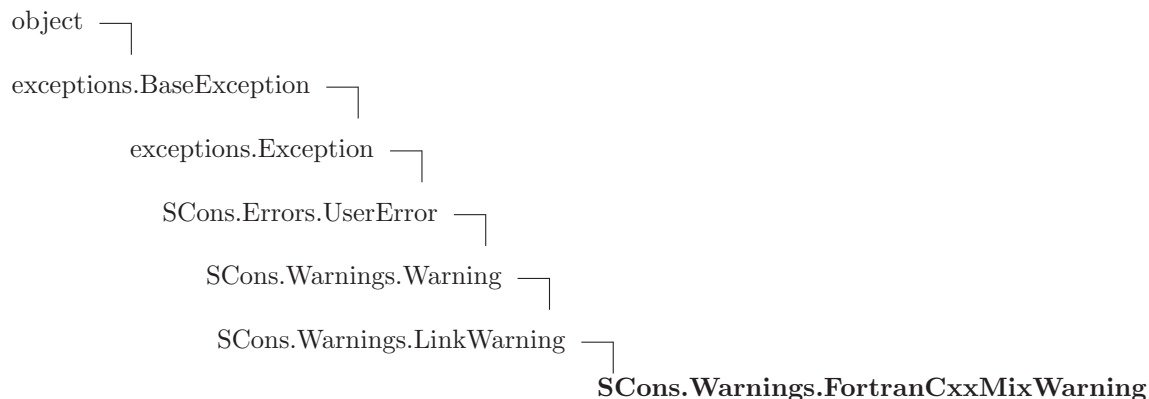 object
exceptions.BaseException
exceptions.Exception
SCons.Errors.UserError
SCons.Warnings.Warning
SCons.Warnings.LinkWarning
SCons.Warnings.FortranCxxMixWarning